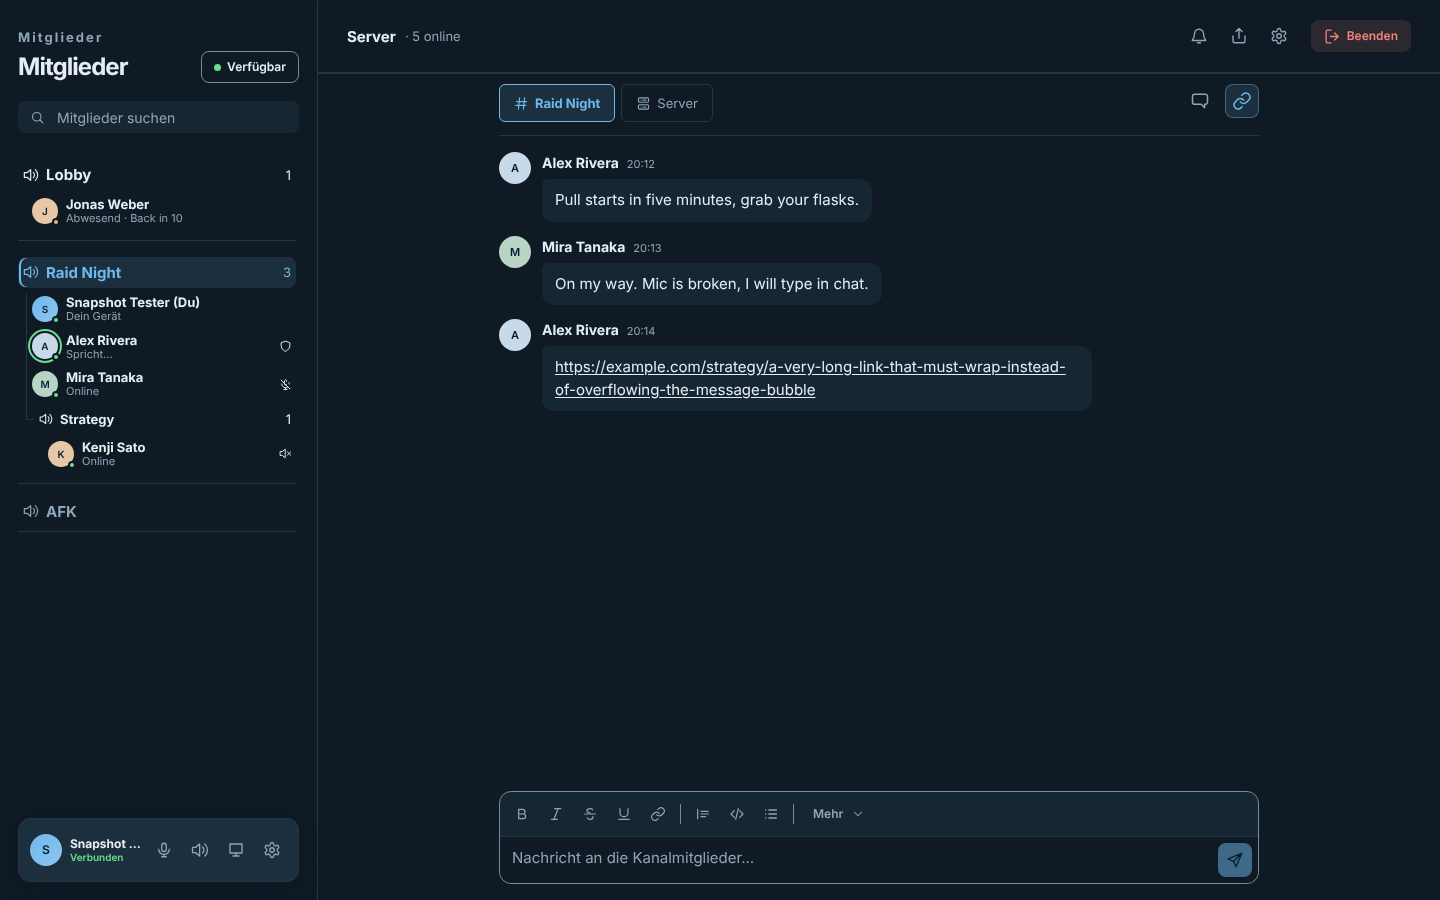 Mitglieder
Mitglieder
Verfügbar
Mitglieder suchen
Lobby 1
J
Jonas Weber
Abwesend · Back in 10
Raid Night 3
S
Snapshot Tester (Du)
Dein Gerät
A
Alex Rivera
Spricht...
M
Mira Tanaka
Online
Strategy 1
K
Kenji Sato
Online
AFK
S
Snapshot ...
Verbunden
Server · 5 online
Beenden
Raid Night
Server
A
Alex Rivera 20:12
Pull starts in five minutes, grab your flasks.
M
Mira Tanaka 20:13
On my way. Mic is broken, I will type in chat.
A
Alex Rivera 20:14
https://example.com/strategy/a-very-long-link-that-must-wrap-instead-
of-overflowing-the-message-bubble
Mehr
Nachricht an die Kanalmitglieder...